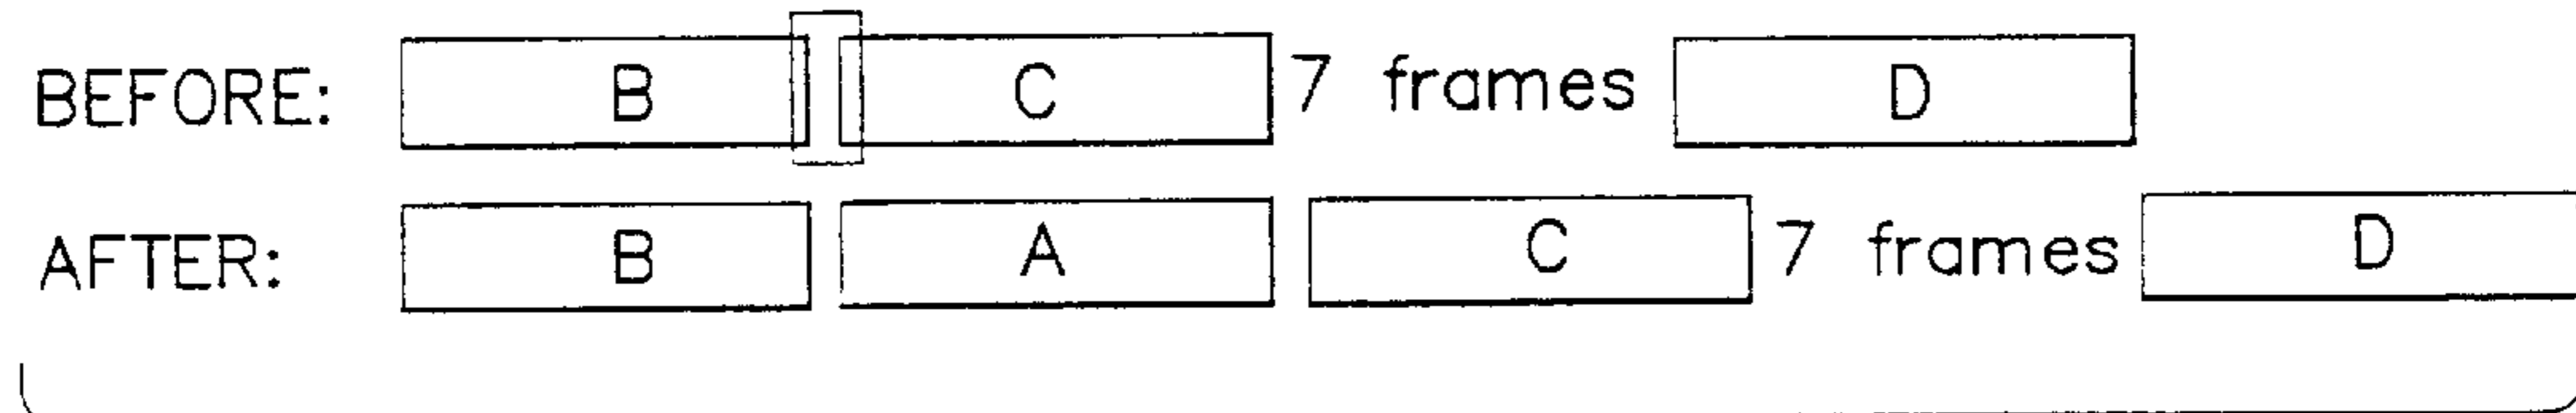 BEFORE: B C 7 frames D
AFTER: B A C 7 frames D